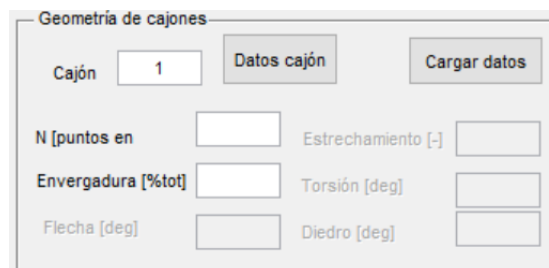 Geometría de cajones
Cajón 1 Datos cajón Cargar datos
N [puntos en Estrechamiento [-]
Envergadura [%tot] Torsión [deg]
Flecha [deg] Diedro [deg]